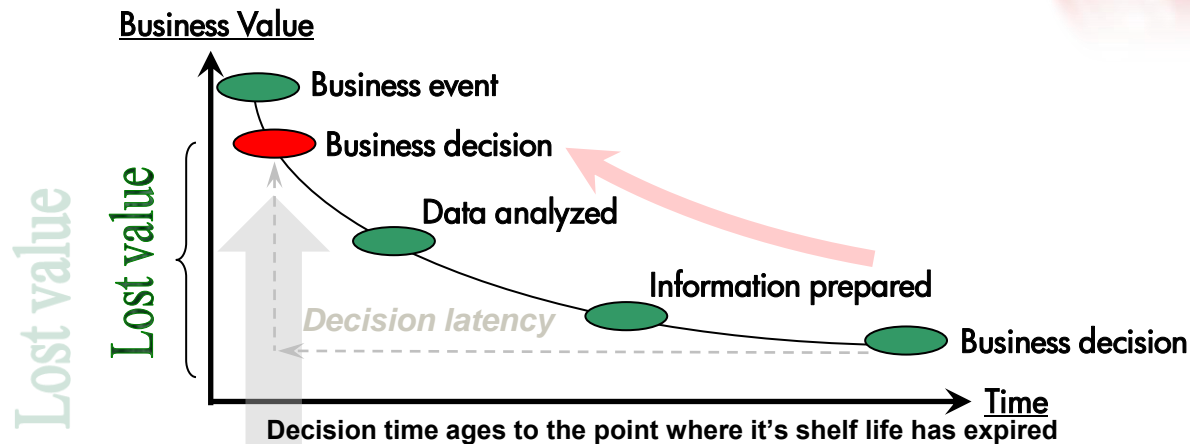 Business Value
Business event
Business decision
Data analyzed
Information prepared
Decision latency
Business decision
Lost value
Lost value
Time
Decision time ages to the point where it's shelf life has expired